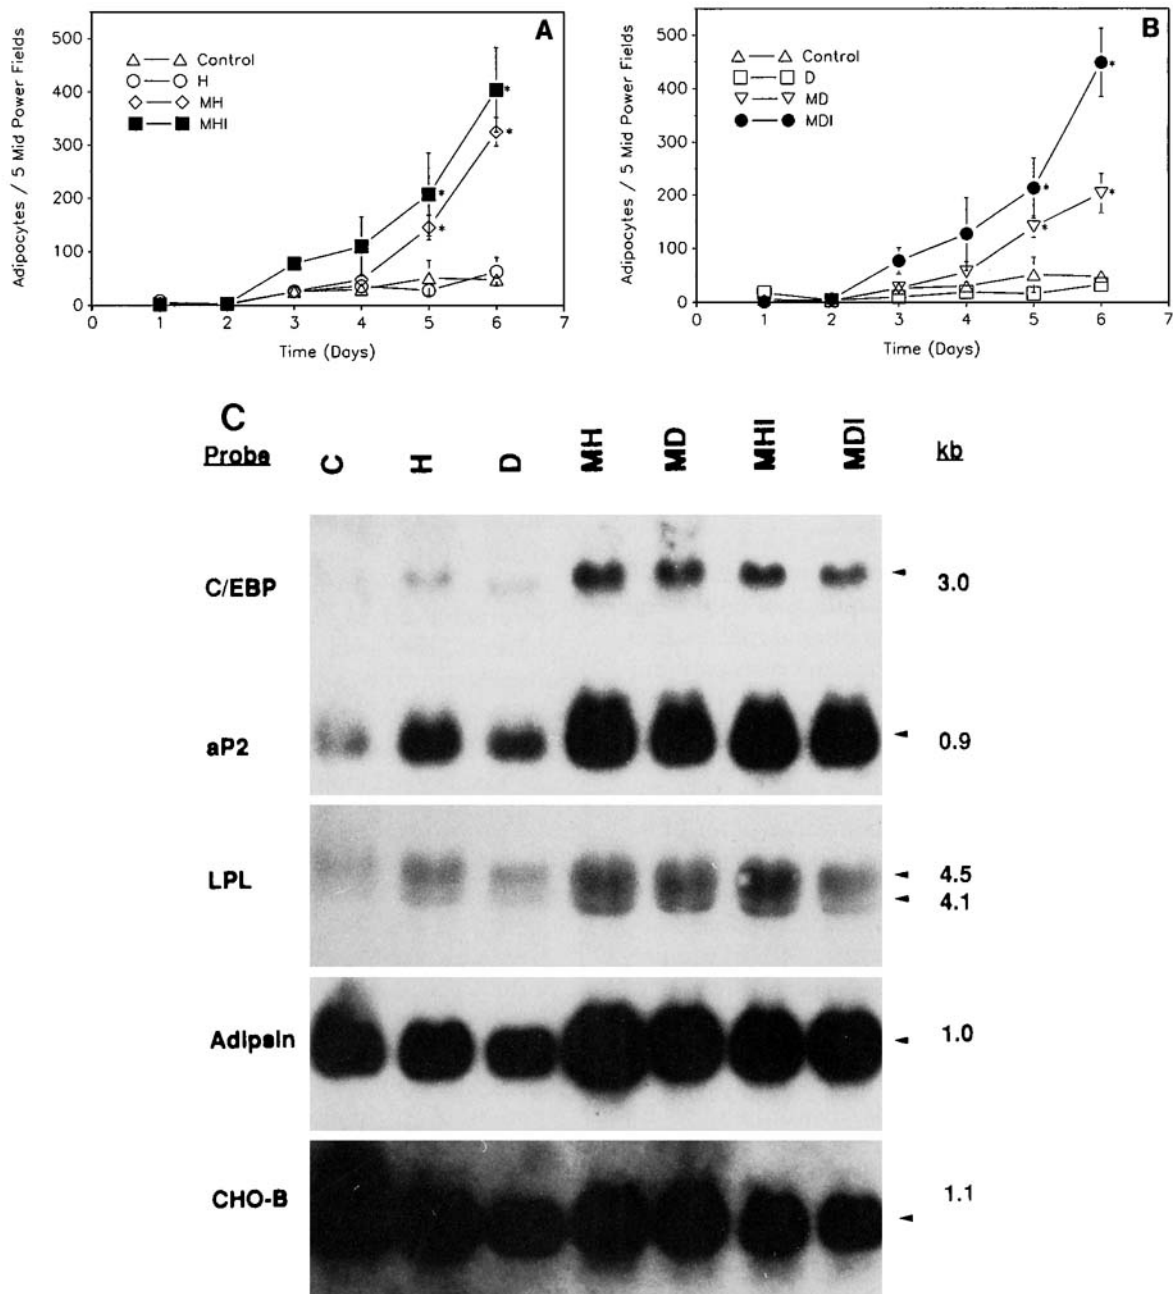 A
Adipocytes / 5 Mid Power Fields
500
400
300
200
100
0
Control
H
MH
MHI
*
*
*
*
0 1 2 3 4 5 6 7
Time (Days)
B
Adipocytes / 5 Mid Power Fields
500
400
300
200
100
0
Control
D
MD
MDI
*
*
*
*
0 1 2 3 4 5 6 7
Time (Days)
C
Probe C H D MH MD MHI MDI kb
C/EBP 3.0
aP2 0.9
LPL 4.5
4.1
Adipsin 1.0
CHO-B 1.1